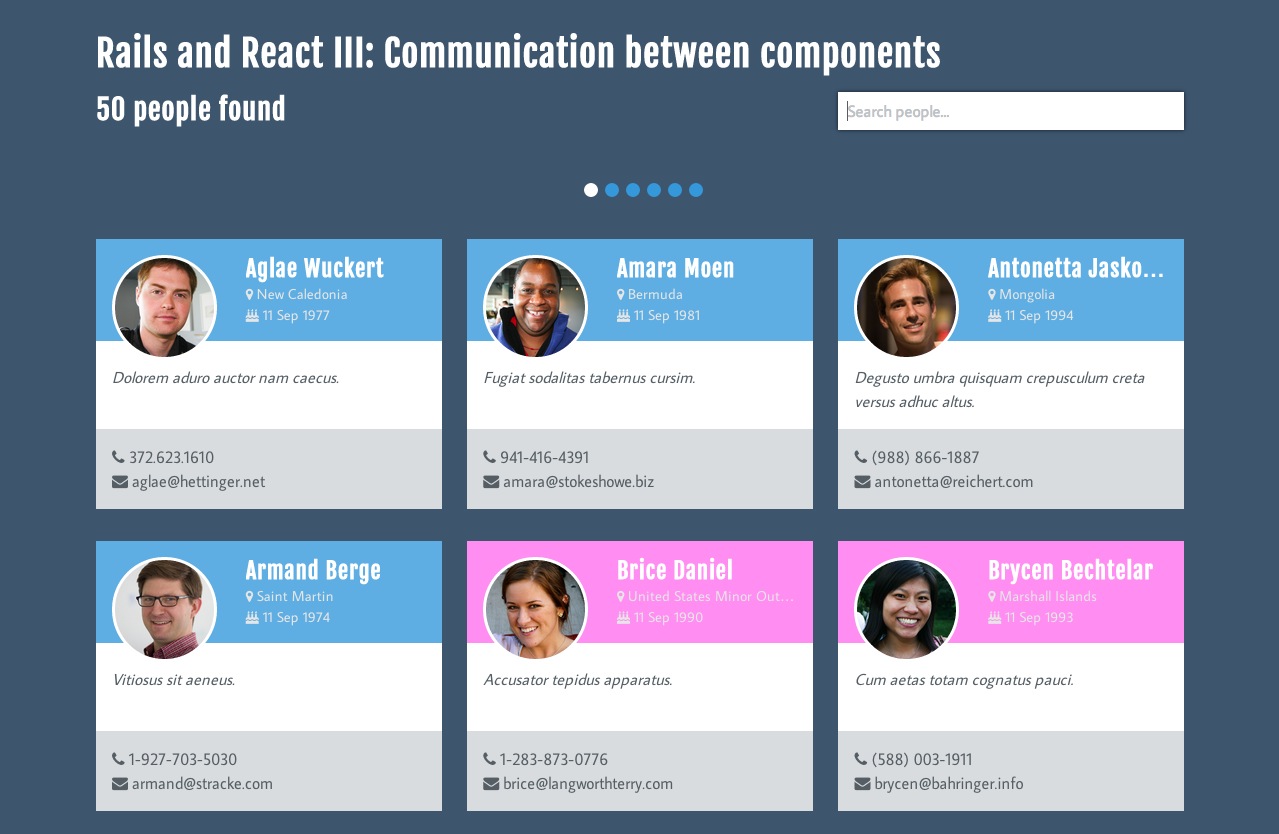 Rails and React III: Communication between components
50 people found
Search people...
Aglae Wuckert
New Caledonia
11 Sep 1977
Dolorem aduro auctor nam caecus.
372.623.1610
aglae@hettinger.net
Amara Moen
Bermuda
11 Sep 1981
Fugiat sodalitas tabernus cursim.
941-416-4391
amara@stokeshowe.biz
Antonetta Jasko...
Mongolia
11 Sep 1994
Degusto umbra quisquam crepusculum creta
versus adhuc altus.
(988) 866-1887
antonetta@reichert.com
Armand Berge
Saint Martin
11 Sep 1974
Vitiosus sit aeneus.
1-927-703-5030
armand@stracke.com
Brice Daniel
United States Minor Out...
11 Sep 1990
Accusator tepidus apparatus.
1-283-873-0776
brice@langworthterry.com
Brycen Bechtelar
Marshall Islands
11 Sep 1993
Cum aetas totam cognatus pauci.
(588) 003-1911
brycen@bahringer.info